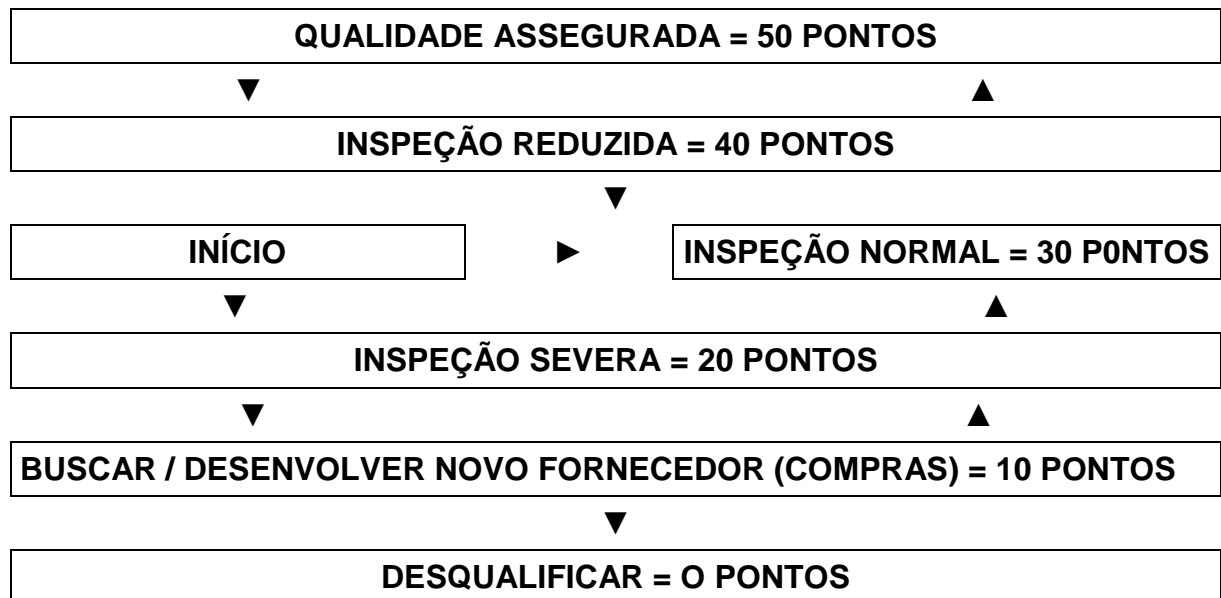 QUALIDADE ASSEGURADA = 50 PONTOS
INSPEÇÃO REDUZIDA = 40 PONTOS
INÍCIO
INSPEÇÃO NORMAL = 30 P0NTOS
INSPEÇÃO SEVERA = 20 PONTOS
BUSCAR / DESENVOLVER NOVO FORNECEDOR (COMPRAS) = 10 PONTOS
DESQUALIFICAR = O PONTOS